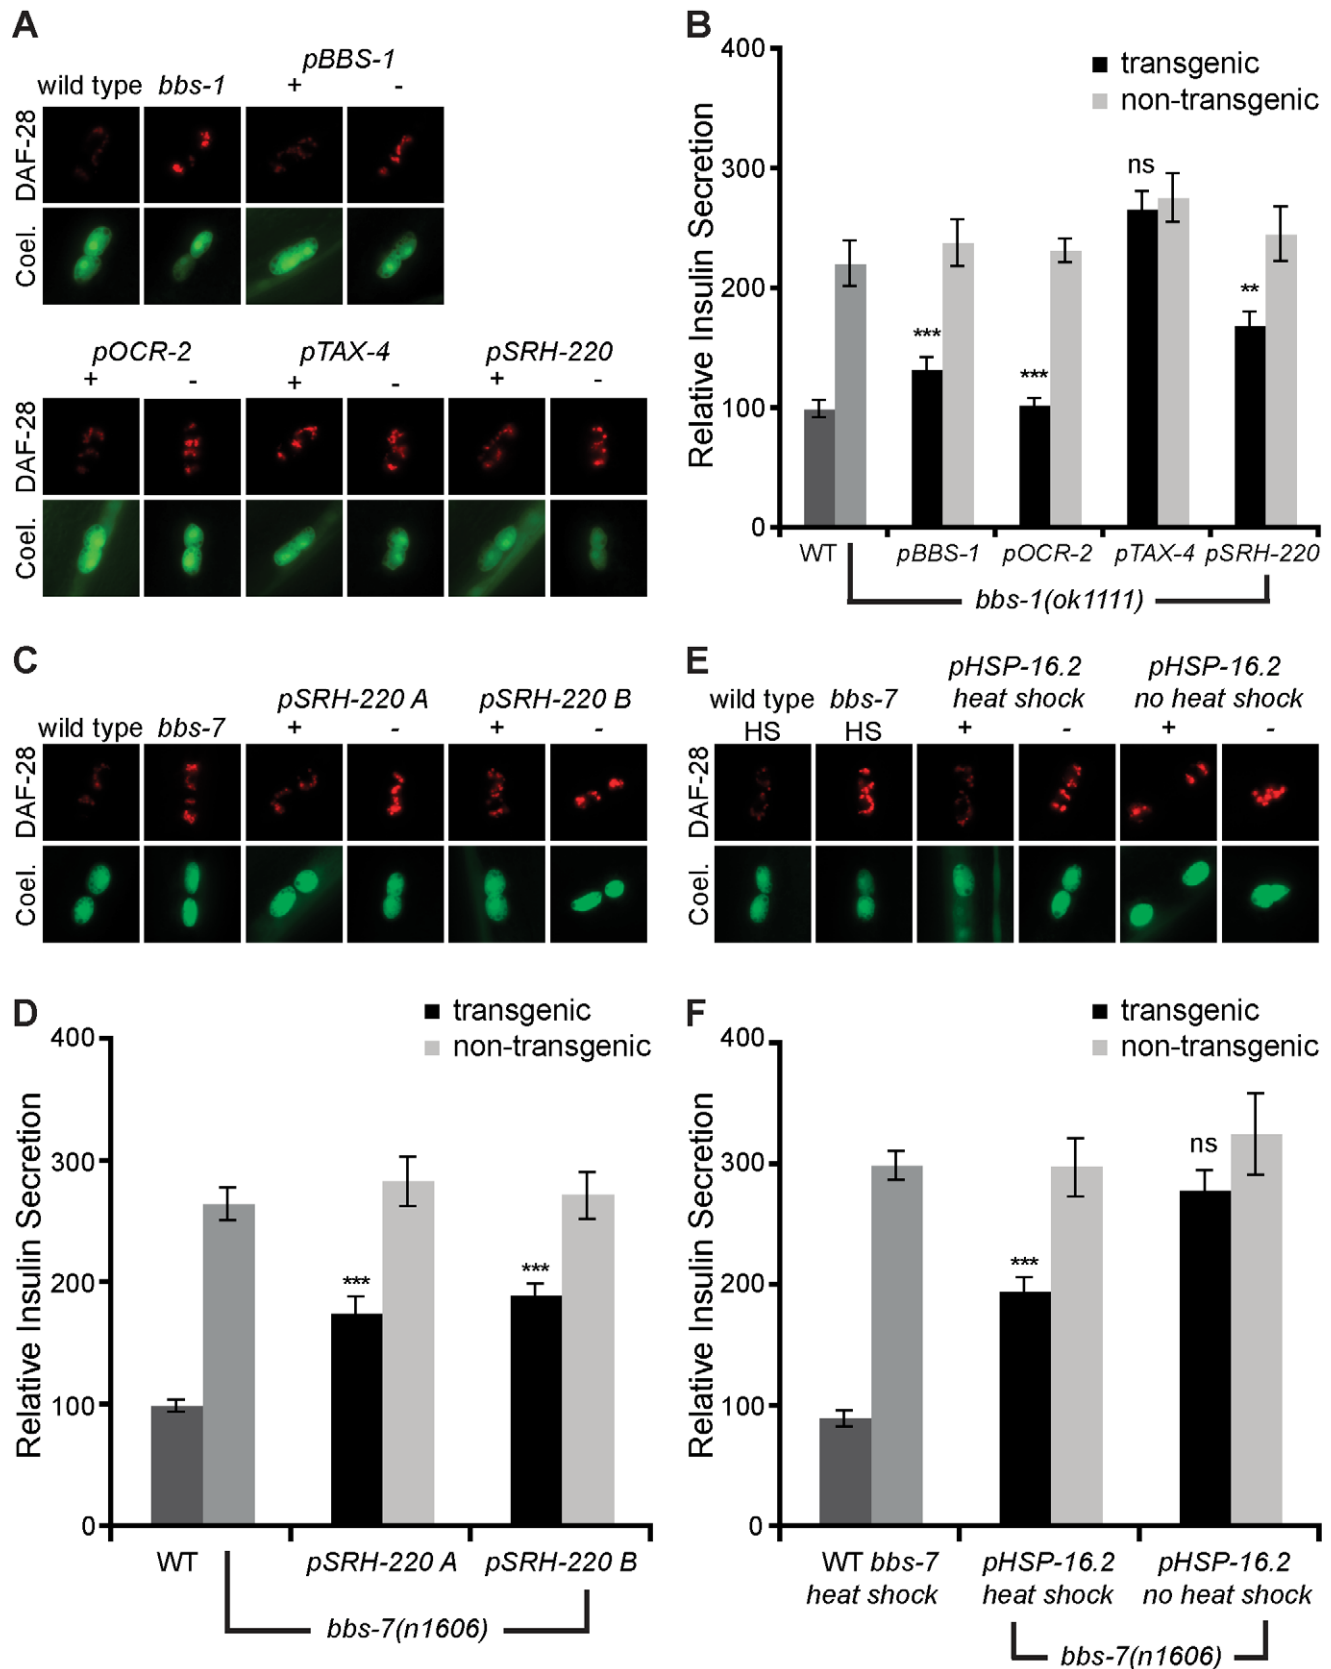 A
pBBS-1
wild type bbs-1 + -
DAF-28
Coel.
pOCR-2 pTAX-4 pSRH-220
+ - + - + -
DAF-28
Coel.
B
transgenic
non-transgenic
Relative Insulin Secretion
400
300
200
100
0
*** *** ns **
WT pBBS-1 pOCR-2 pTAX-4 pSRH-220
bbs-1(ok1111)
C
pSRH-220 A pSRH-220 B
wild type bbs-7 + - + -
DAF-28
Coel.
E
pHSP-16.2 pHSP-16.2
wild type bbs-7 heat shock no heat shock
HS HS + - + -
DAF-28
Coel.
D
transgenic
non-transgenic
Relative Insulin Secretion
400
300
200
100
0
*** ***
WT pSRH-220 A pSRH-220 B
bbs-7(n1606)
F
transgenic
non-transgenic
Relative Insulin Secretion
400
300
200
100
0
*** ns
WT bbs-7 pHSP-16.2 pHSP-16.2
heat shock heat shock no heat shock
bbs-7(n1606)